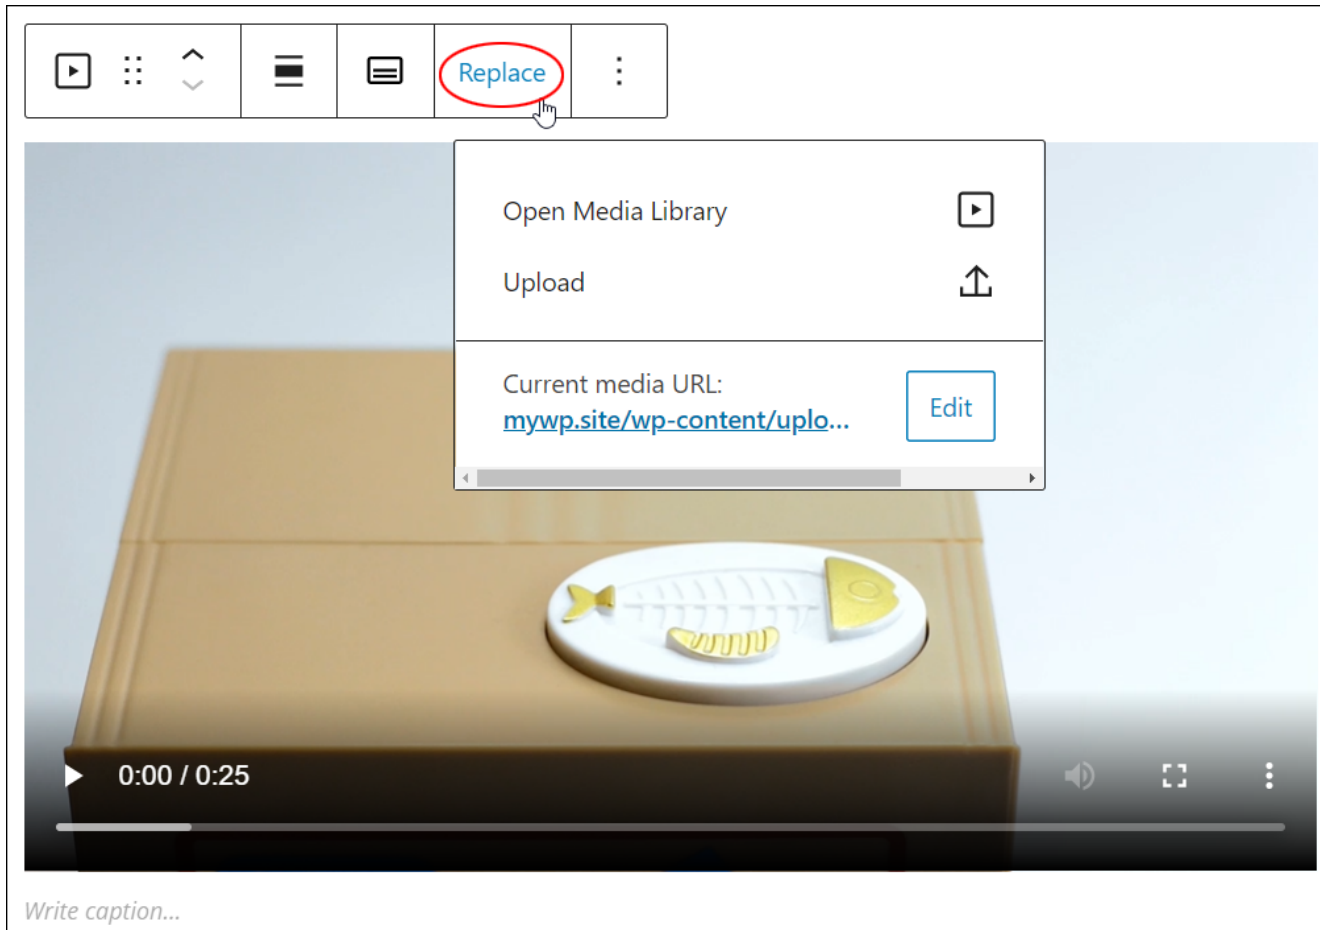 Replace
Open Media Library
Upload
Current media URL:
mywp.site/wp-content/uplo...
Edit
0:00 / 0:25
Write caption...